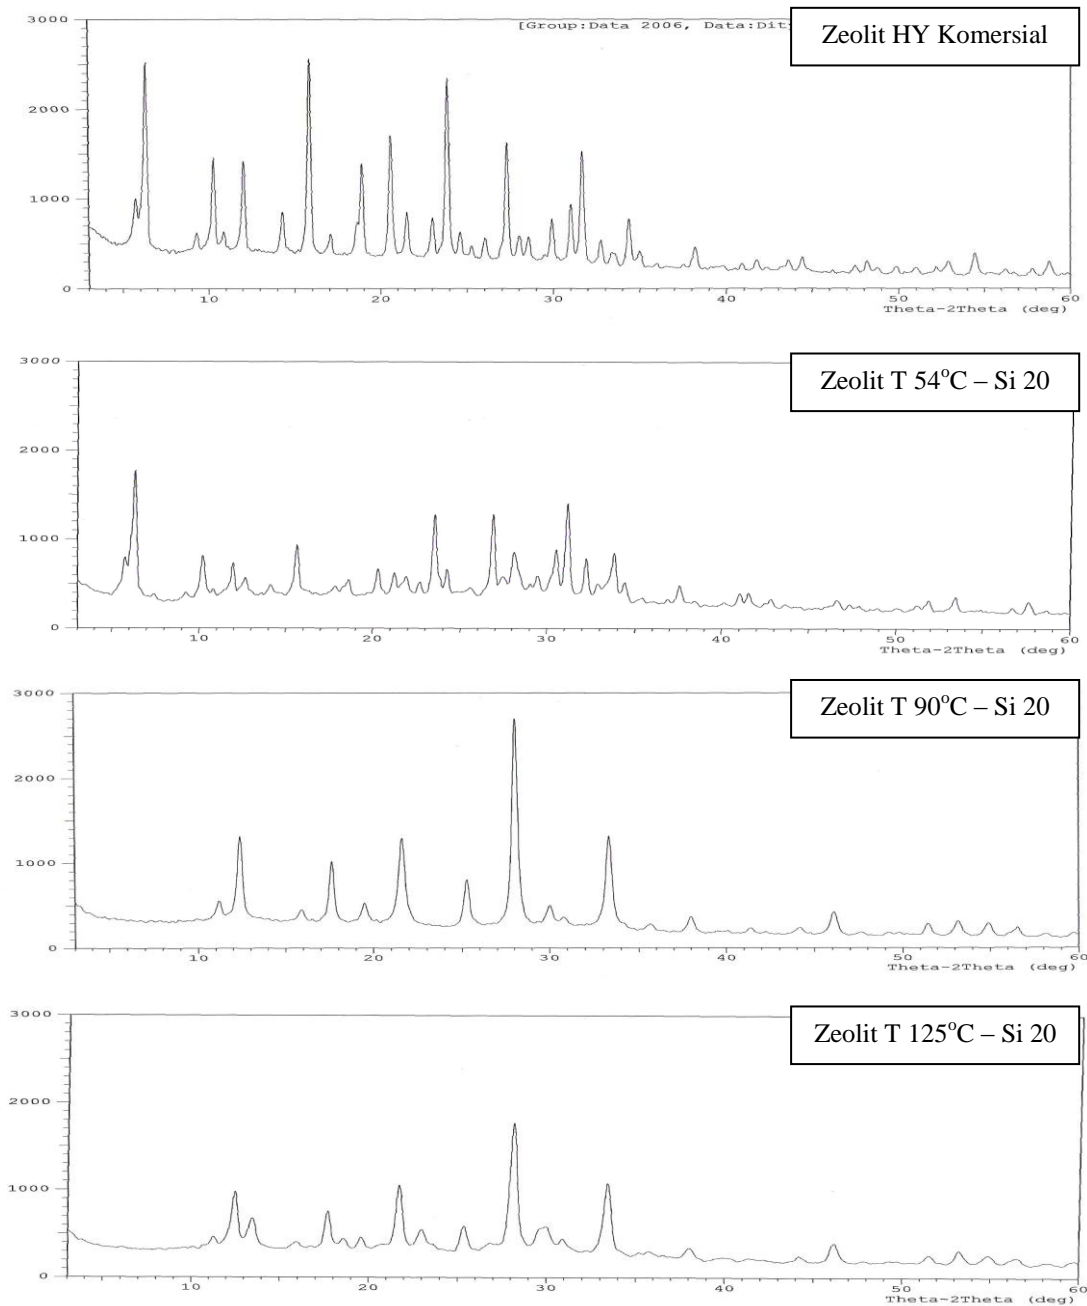 3000
[Group:Data 2006, Data:Dit
Zeolit HY Komersial
2000
1000
0
10 20 30 40 50 60
Theta-2Theta (deg)
3000
Zeolit T 54°C – Si 20
2000
1000
0
10 20 30 40 50 60
Theta-2Theta (deg)
3000
Zeolit T 90°C – Si 20
2000
1000
0
10 20 30 40 50 60
Theta-2Theta (deg)
3000
Zeolit T 125°C – Si 20
2000
1000
0
10 20 30 40 50 60
Theta-2Theta (deg)